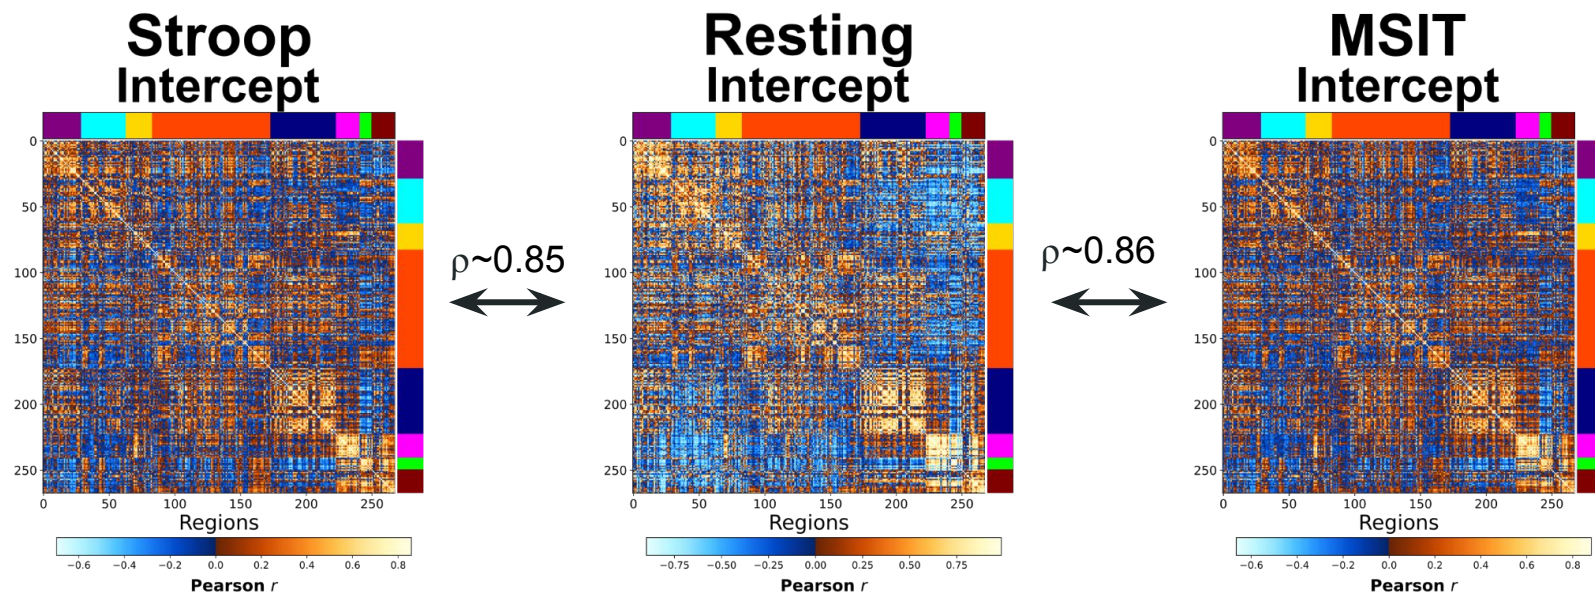 Stroop
Intercept
Resting
Intercept
MSIT
Intercept
0
50
100
150
200
250
0 50 100 150 200 250
Regions
−0.6 −0.4 −0.2 0.0 0.2 0.4 0.6 0.8
Pearson r
ρ~0.85
0
50
100
150
200
250
0 50 100 150 200 250
Regions
−0.75 −0.50 −0.25 0.00 0.25 0.50 0.75
Pearson r
ρ~0.86
0
50
100
150
200
250
0 50 100 150 200 250
Regions
−0.6 −0.4 −0.2 0.0 0.2 0.4 0.6 0.8
Pearson r